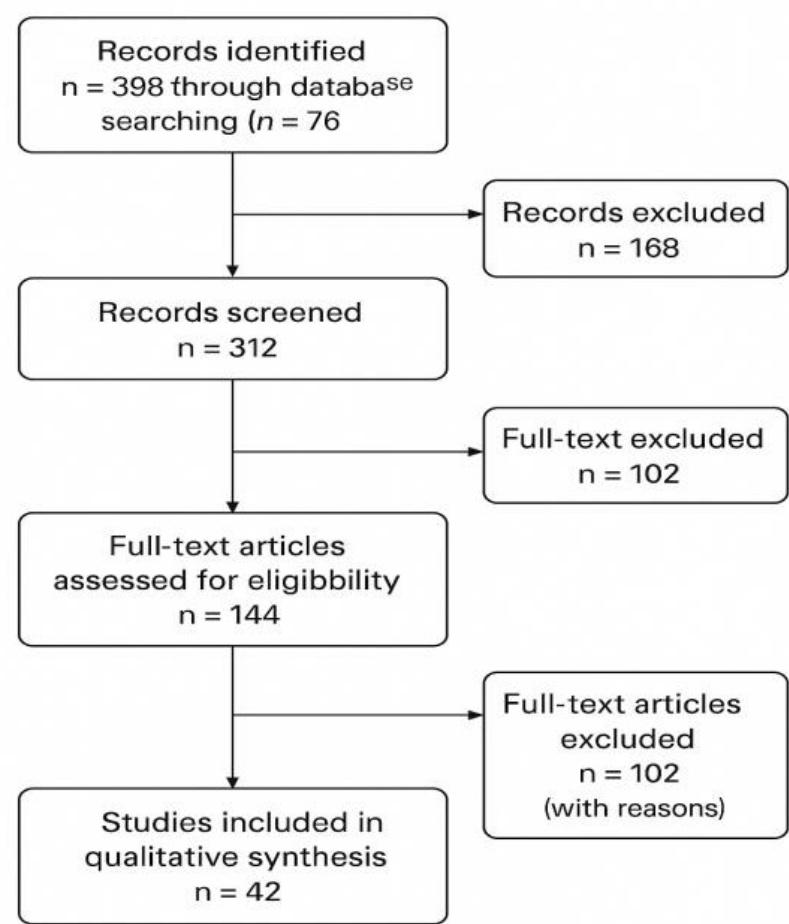 Records identified
n = 398 through database
searching (n = 76
Records excluded
n = 168
Records screened
n = 312
Full-text excluded
n = 102
Full-text articles
assessed for eligibbility
n = 144
Full-text articles
excluded
n = 102
(with reasons)
Studies included in
qualitative synthesis
n = 42